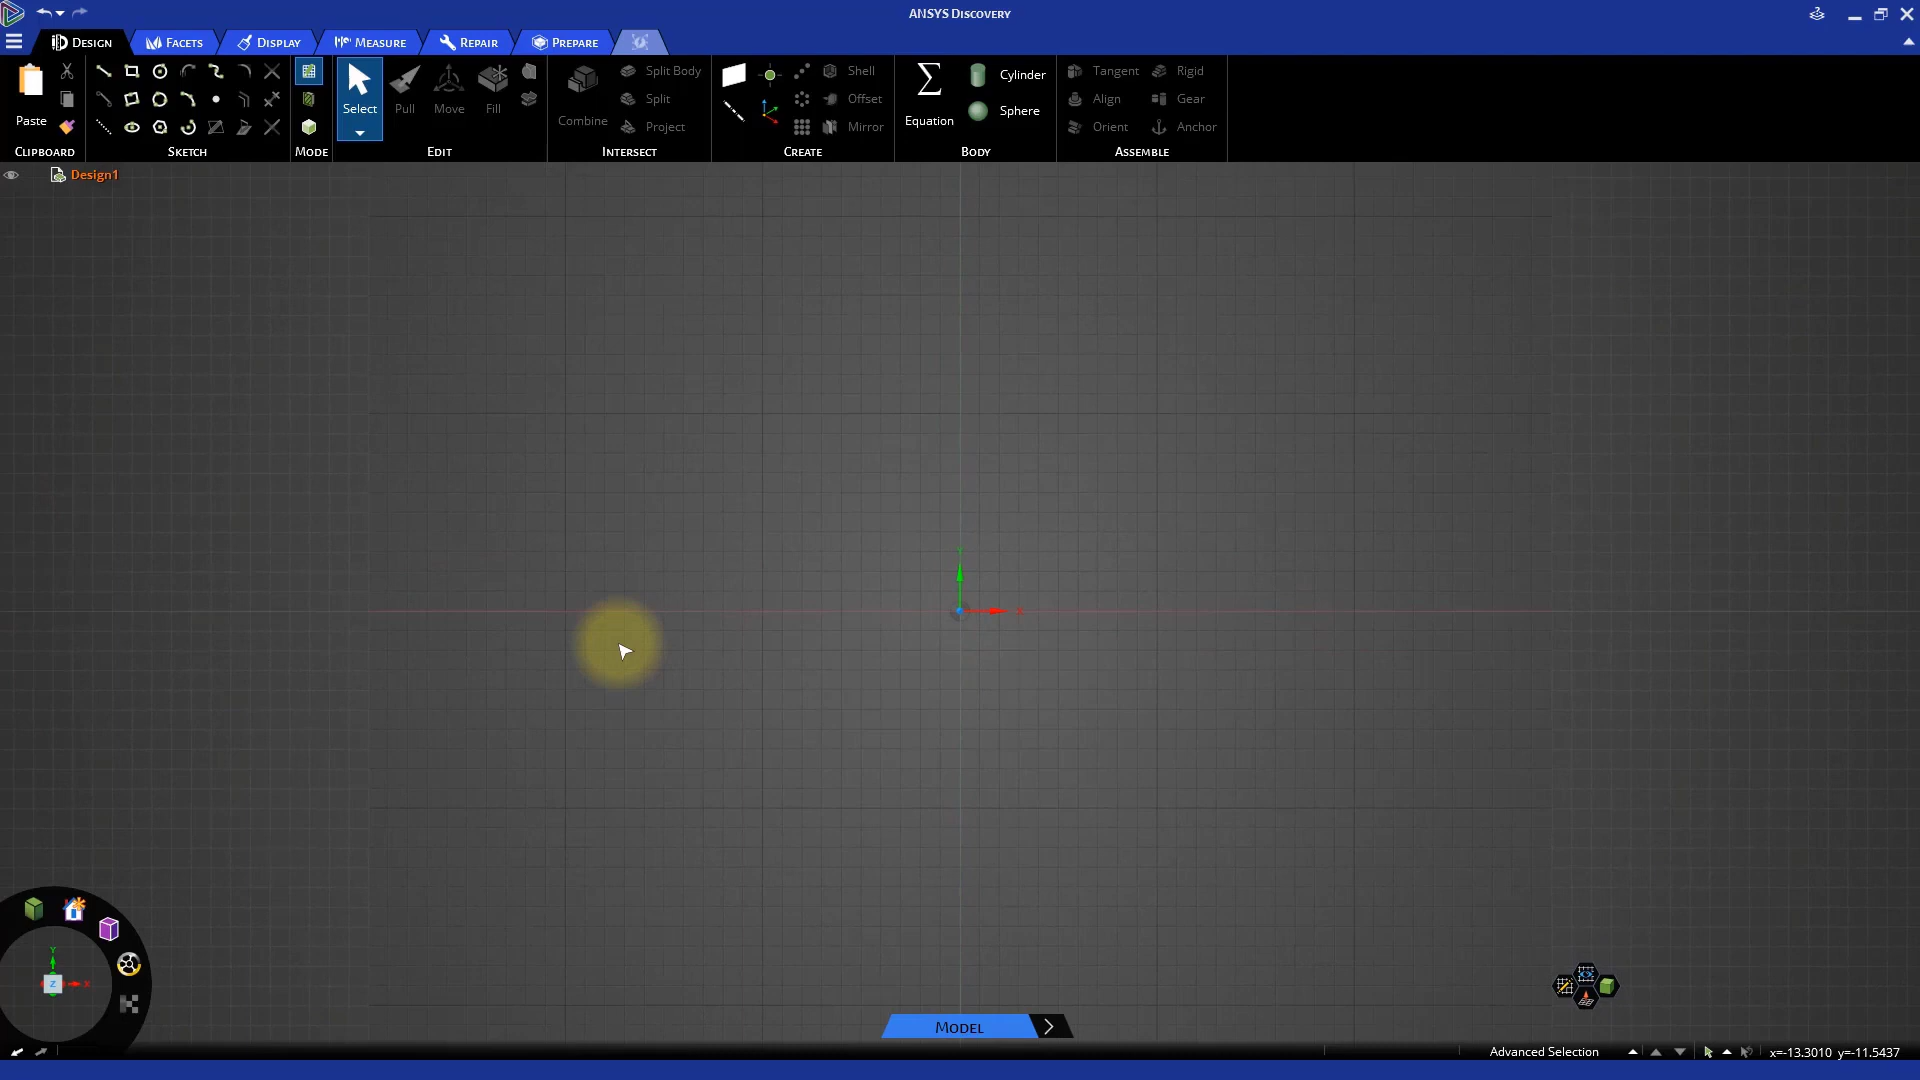 ANSYS Discovery
Design Facets Display Measure Repair Prepare
Paste
Select Pull Move Fill
Combine
Split Body
Split
Project
Shell
Offset
Mirror
Equation
Cylinder
Sphere
Tangent Rigid
Align Gear
Orient Anchor
Clipboard Sketch Mode Edit Intersect Create Body Assemble
Design1
Y
X
Y
Z X
Model
Advanced Selection x=-13.3010 y=-11.5437